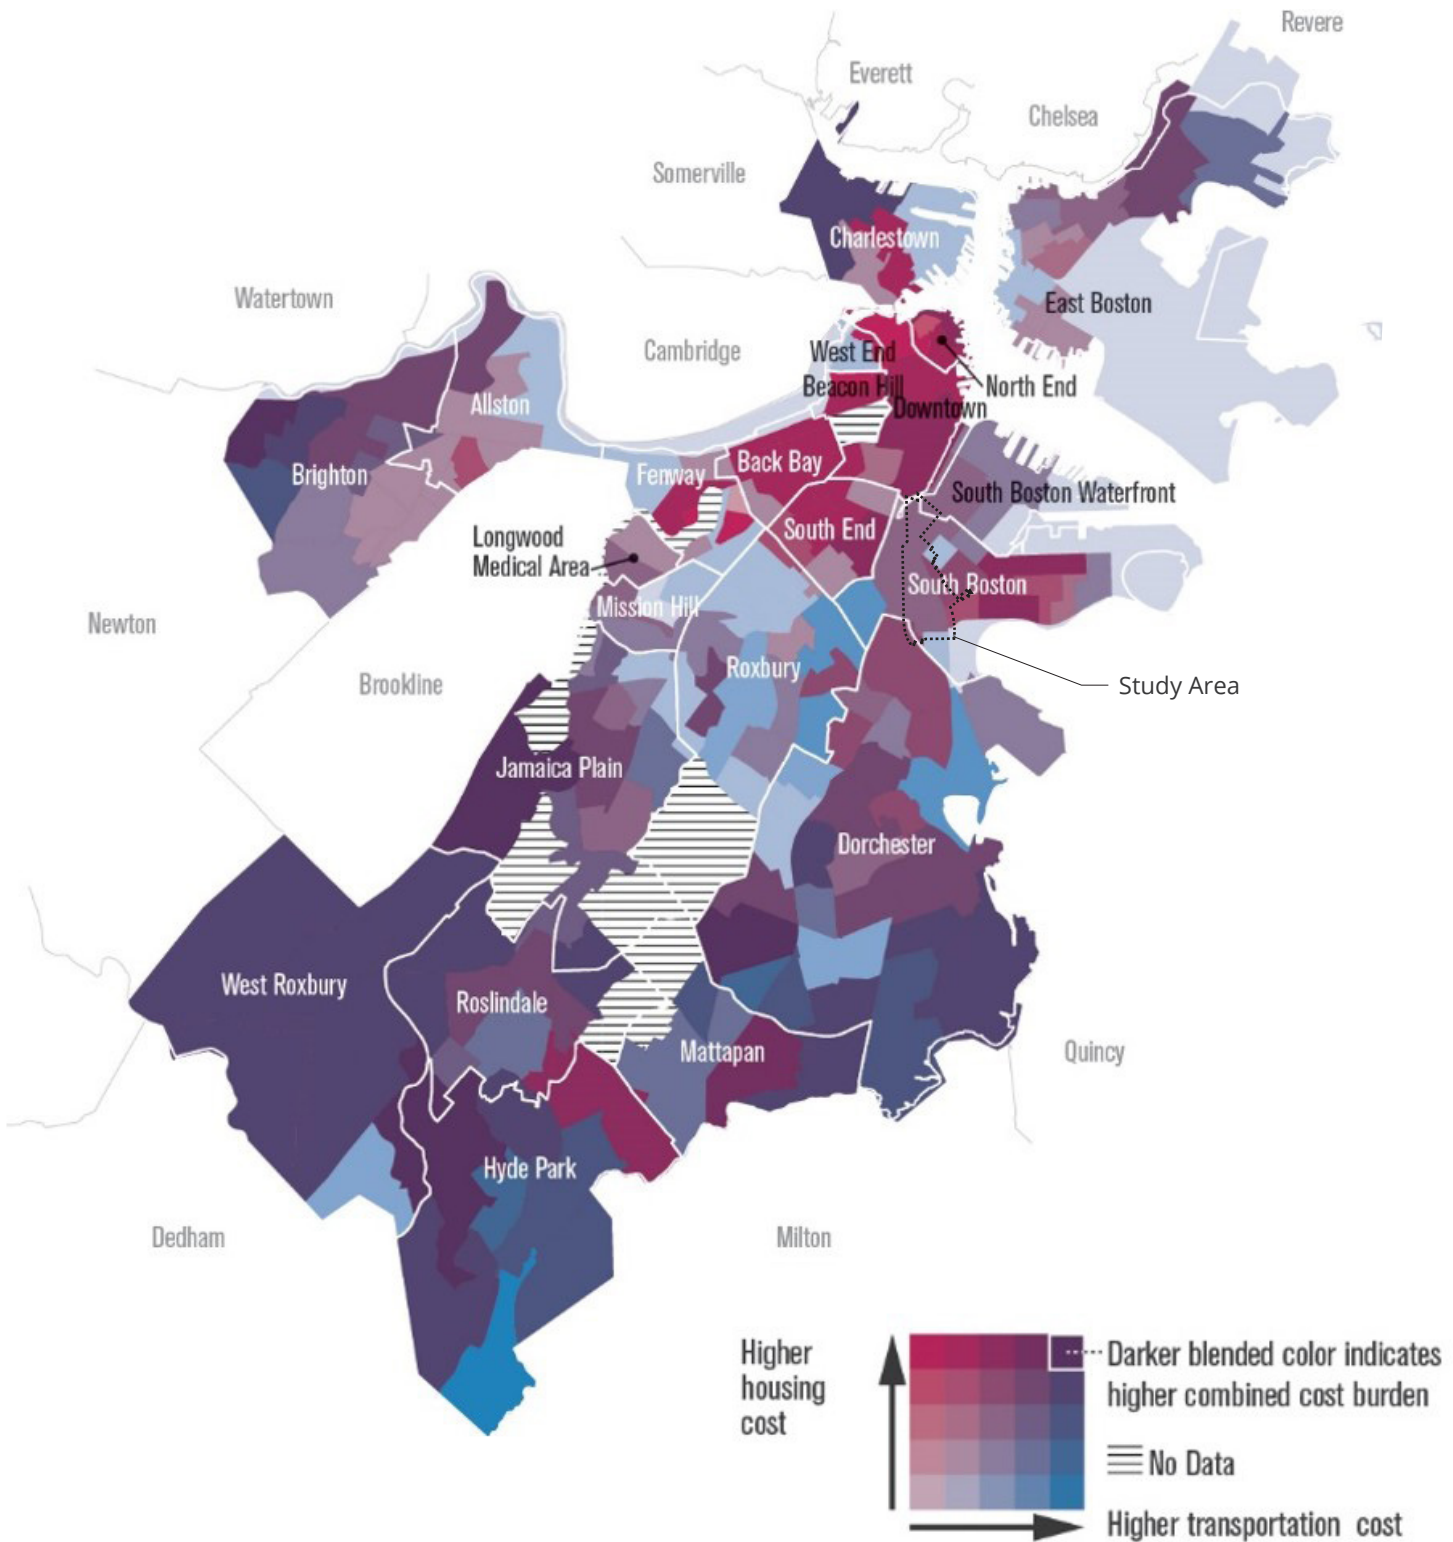 Revere
Everett
Chelsea
Somerville
Charlestown
Watertown
East Boston
Cambridge
West End
Beacon Hill
North End
Downtown
Allston
Back Bay
Fenway
Brighton
South Boston Waterfront
South End
Longwood
Medical Area
South Boston
Mission Hill
Newton
Roxbury
Brookline
Study Area
Jamaica Plain
Dorchester
West Roxbury
Roslindale
Mattapan
Quincy
Hyde Park
Dedham
Milton
Higher
housing
cost
Darker blended color indicates
higher combined cost burden
No Data
Higher transportation cost